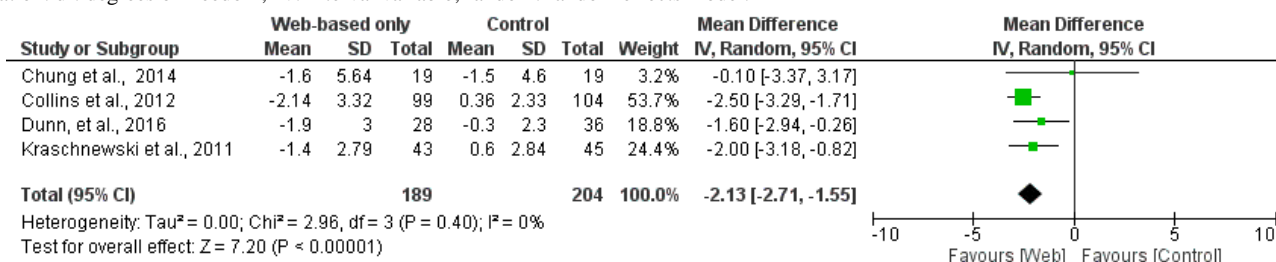 Web-based only Control Mean Difference Mean Difference
Study or Subgroup Mean SD Total Mean SD Total Weight IV, Random, 95% CI IV, Random, 95% CI
Chung et al., 2014 -1.6 5.64 19 -1.5 4.6 19 3.2% -0.10 [-3.37, 3.17]
Collins et al., 2012 -2.14 3.32 99 0.36 2.33 104 53.7% -2.50 [-3.29, -1.71]
Dunn, et al., 2016 -1.9 3 28 -0.3 2.3 36 18.8% -1.60 [-2.94, -0.26]
Kraschnewski et al., 2011 -1.4 2.79 43 0.6 2.84 45 24.4% -2.00 [-3.18, -0.82]
Total (95% CI) 189 204 100.0% -2.13 [-2.71, -1.55]
Heterogeneity: Tau² = 0.00; Chi² = 2.96, df = 3 (P = 0.40); I² = 0%
Test for overall effect: Z = 7.20 (P < 0.00001)
-10 -5 0 5 10
Favours [Web] Favours [Control]